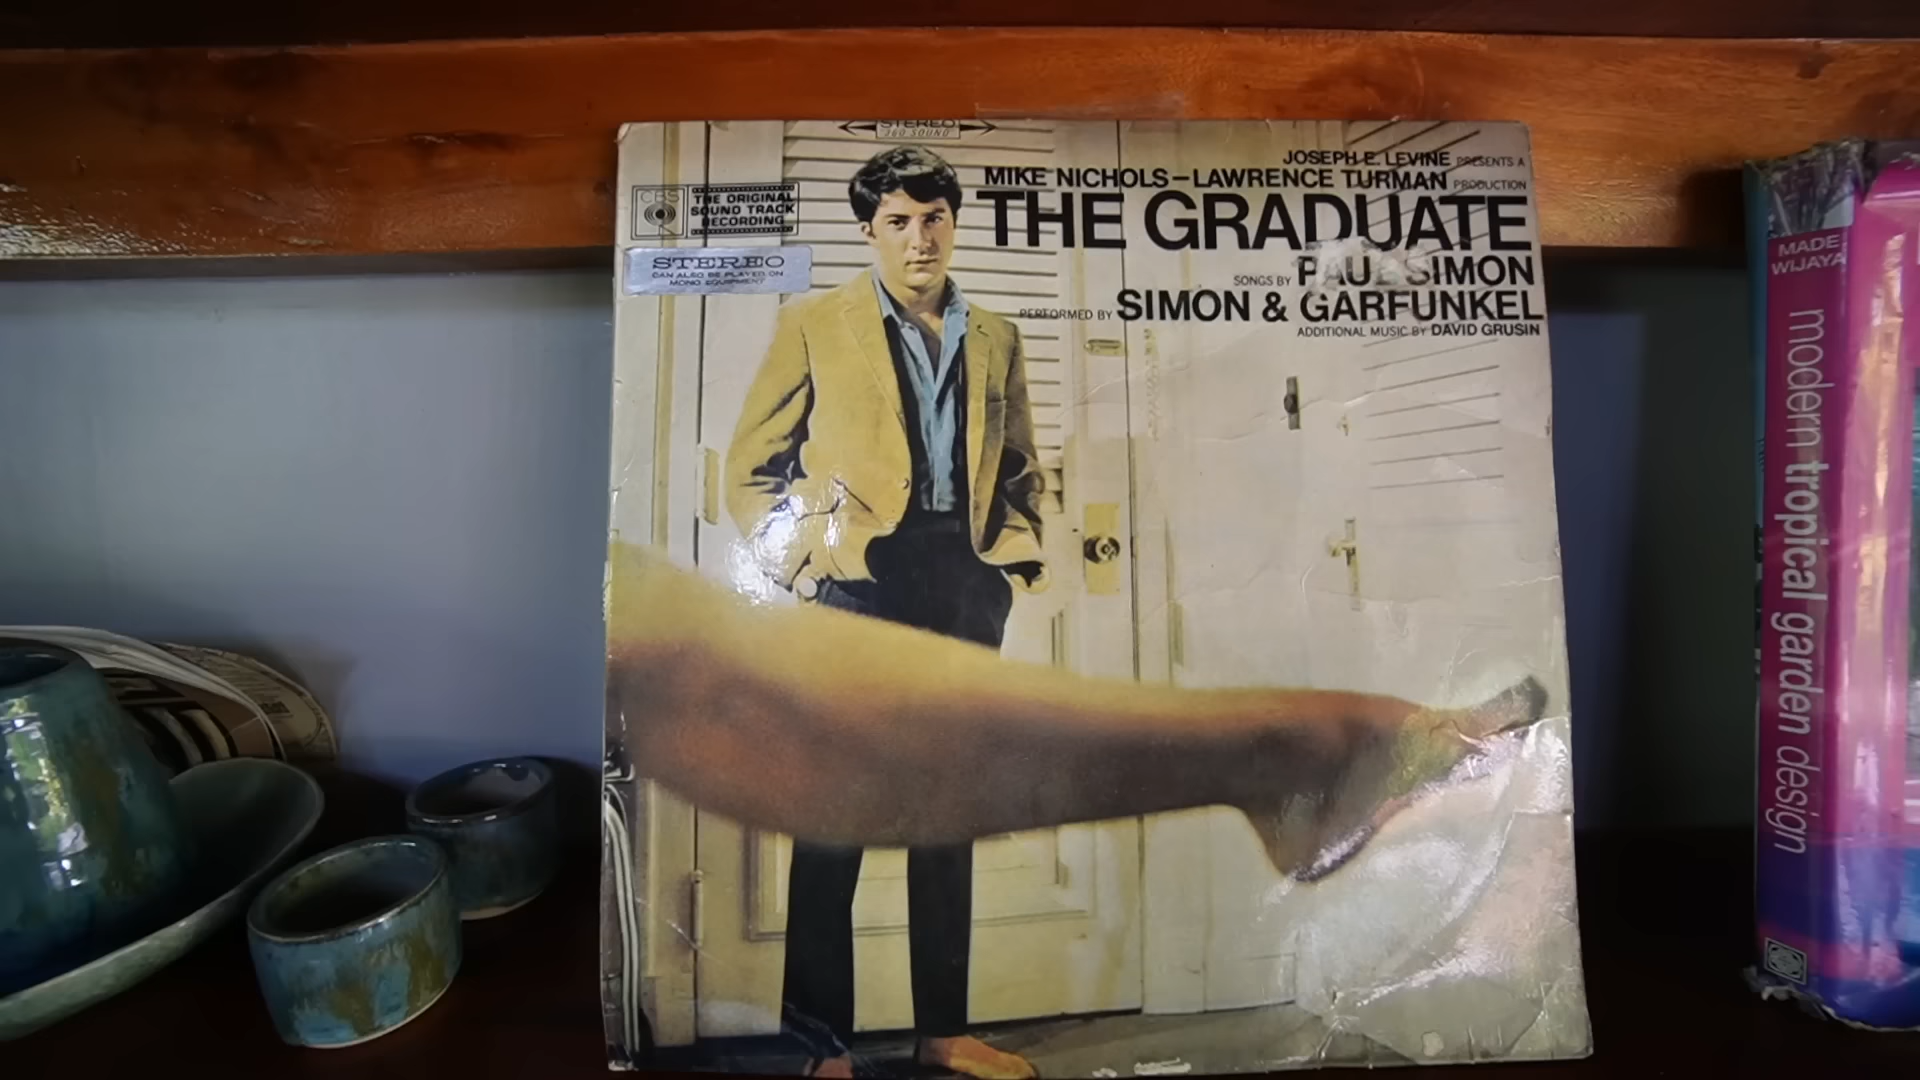 STEREO
360 SOUND
CBS
THE ORIGINAL
SOUND TRACK
RECORDING
STEREO
CAN ALSO BE PLAYED ON
MONO EQUIPMENT
JOSEPH E. LEVINE PRESENTS A
MIKE NICHOLS–LAWRENCE TURMAN PRODUCTION
THE GRADUATE
SONGS BY PAUL SIMON
PERFORMED BY SIMON & GARFUNKEL
ADDITIONAL MUSIC BY DAVID GRUSIN
MADE
WIJAYA
modern tropical garden design